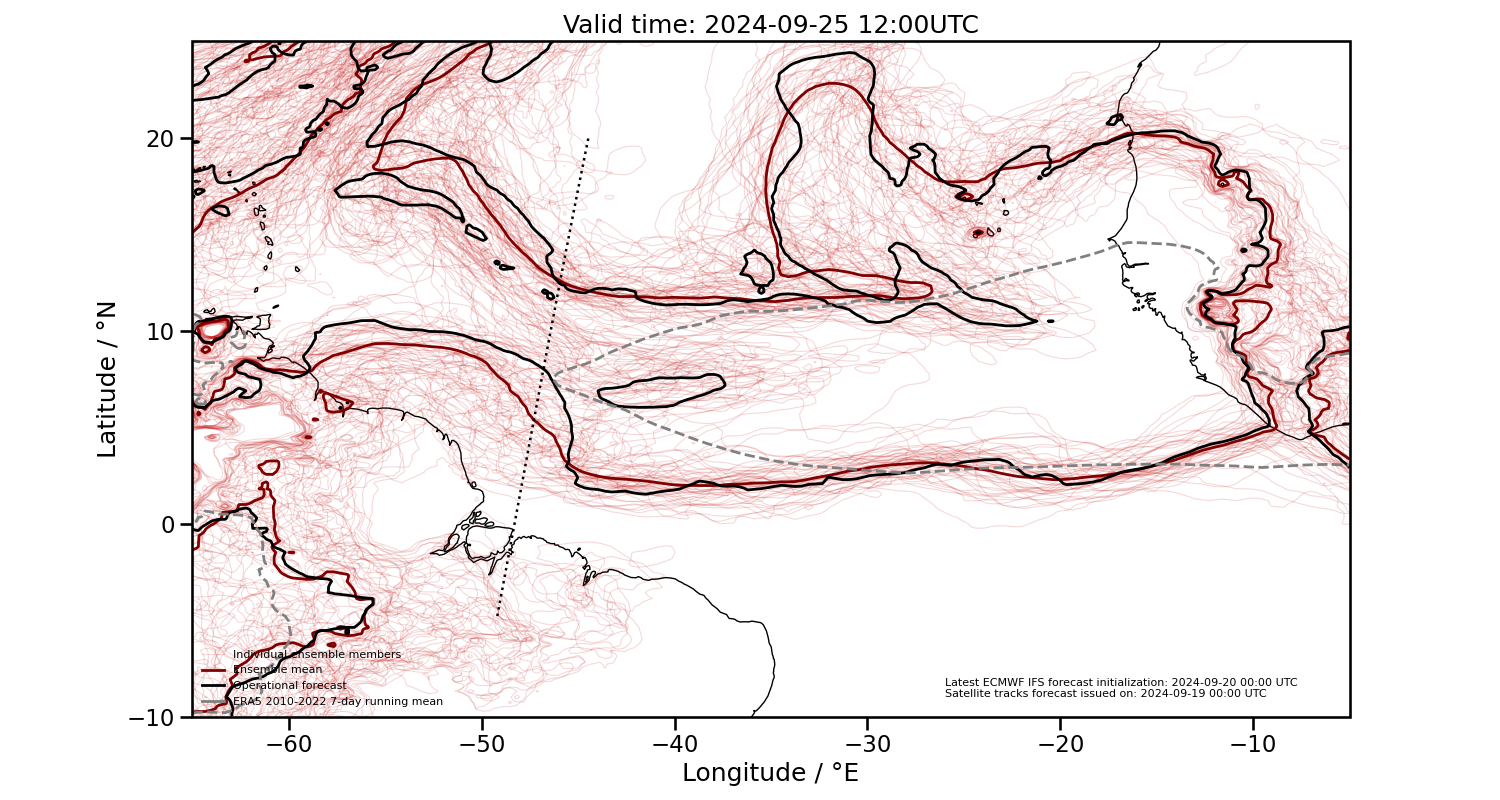 Valid time: 2024-09-25 12:00UTC
20
10
0
−10
Latitude / °N
Individual ensemble members
Ensemble mean
Operational forecast
ERA5 2010-2022 7-day running mean
Latest ECMWF IFS forecast initialization: 2024-09-20 00:00 UTC
Satellite tracks forecast issued on: 2024-09-19 00:00 UTC
−60
−50
−40
−30
−20
−10
Longitude / °E